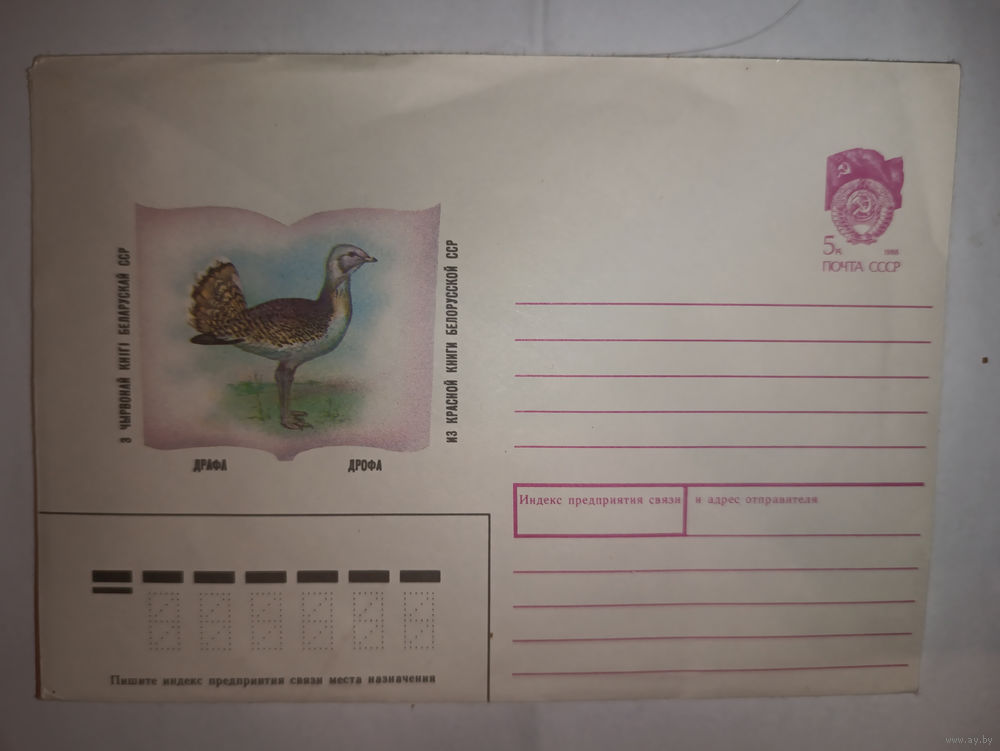 5к 1988
ПОЧТА СССР
З ЧЫРВОНАЙ КНІГІ БЕЛАРУСКАЙ ССР
ИЗ КРАСНОЙ КНИГИ БЕЛОРУССКОЙ ССР
ДРАФА ДРОФА
Индекс предприятия связи и адрес отправителя
Пишите индекс предприятия связи места назначения
www.ay.by